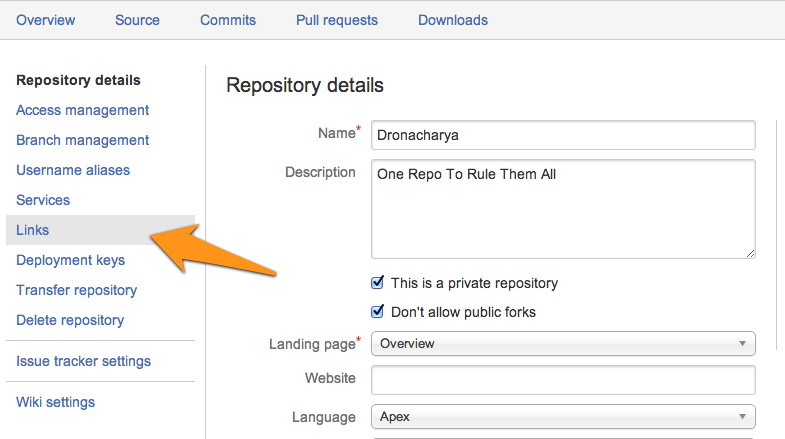 Overview Source Commits Pull requests Downloads
Repository details
Access management
Branch management
Username aliases
Services
Links
Deployment keys
Transfer repository
Delete repository
Issue tracker settings
Wiki settings
Repository details
Name* Dronacharya
Description One Repo To Rule Them All
This is a private repository
Don't allow public forks
Landing page* Overview
Website
Language Apex